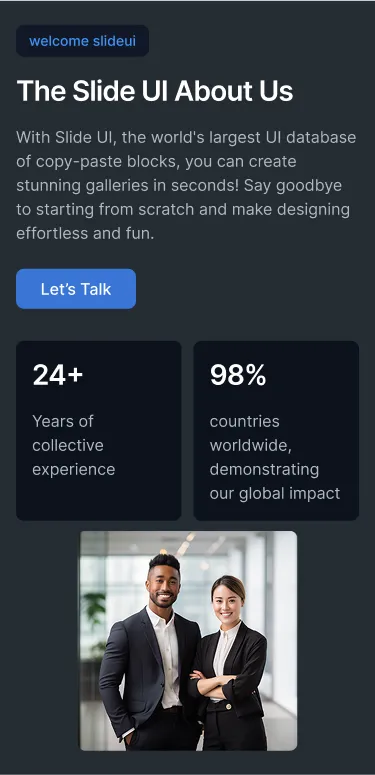 welcome slideui
The Slide UI About Us
With Slide UI, the world's largest UI database
of copy-paste blocks, you can create
stunning galleries in seconds! Say goodbye
to starting from scratch and make designing
effortless and fun.
Let’s Talk
24+
Years of
collective
experience
98%
countries
worldwide,
demonstrating
our global impact